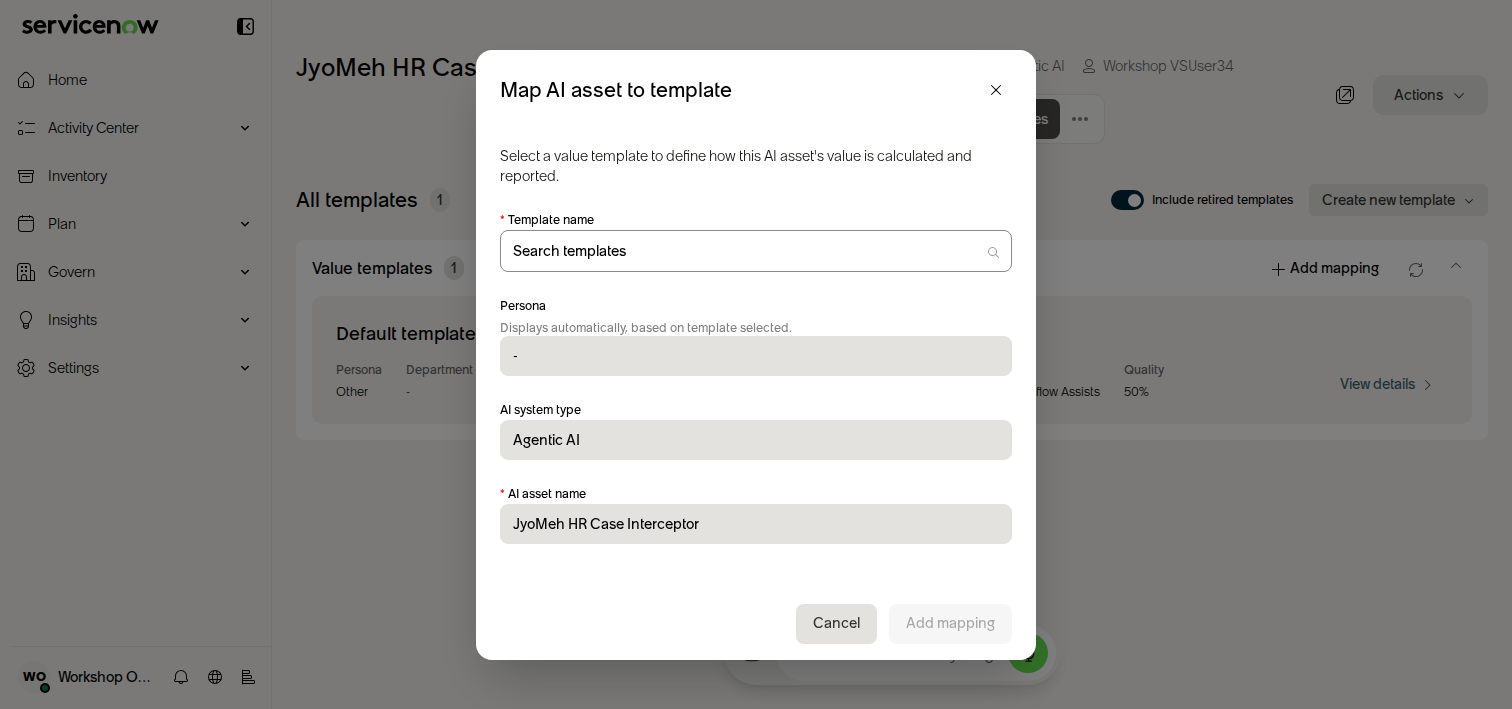 servicenow
Home
Activity Center
Inventory
Plan
Govern
Insights
Settings
Workshop O...
WO
JyoMeh HR Cas
tic AI
Workshop VSUser34
es
Actions
All templates 1
Include retired templates
Create new template
Value templates 1
Add mapping
Default template
Persona
Department
Quality
Other
-
flow Assists
50%
View details
Map AI asset to template
Select a value template to define how this AI asset's value is calculated and
reported.
* Template name
Search templates
Persona
Displays automatically, based on template selected.
-
AI system type
Agentic AI
* AI asset name
JyoMeh HR Case Interceptor
Cancel
Add mapping